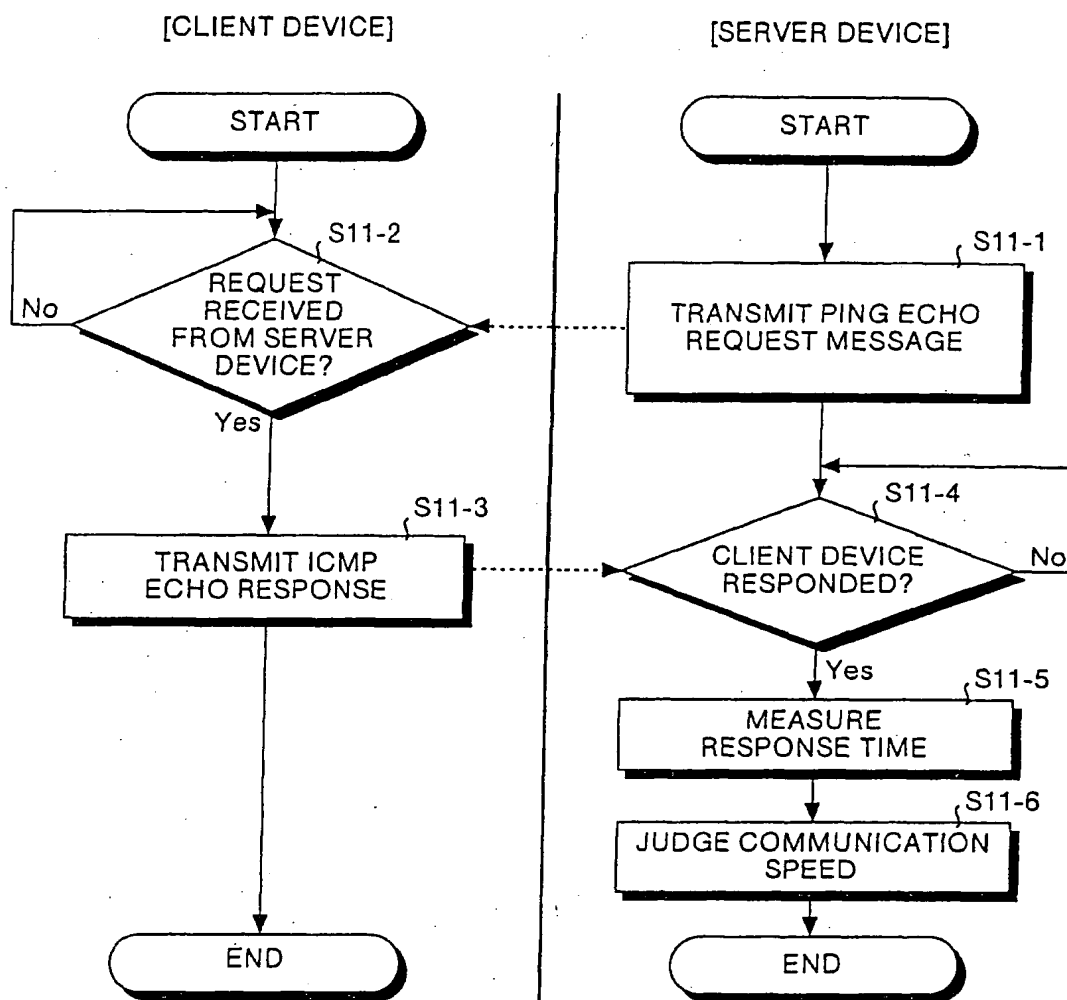 [CLIENT DEVICE]
START
S11-2
REQUEST
RECEIVED
FROM SERVER
DEVICE?
No
Yes
S11-3
TRANSMIT ICMP
ECHO RESPONSE
END
[SERVER DEVICE]
START
S11-1
TRANSMIT PING ECHO
REQUEST MESSAGE
S11-4
CLIENT DEVICE
RESPONDED?
No
Yes
S11-5
MEASURE
RESPONSE TIME
S11-6
JUDGE COMMUNICATION
SPEED
END